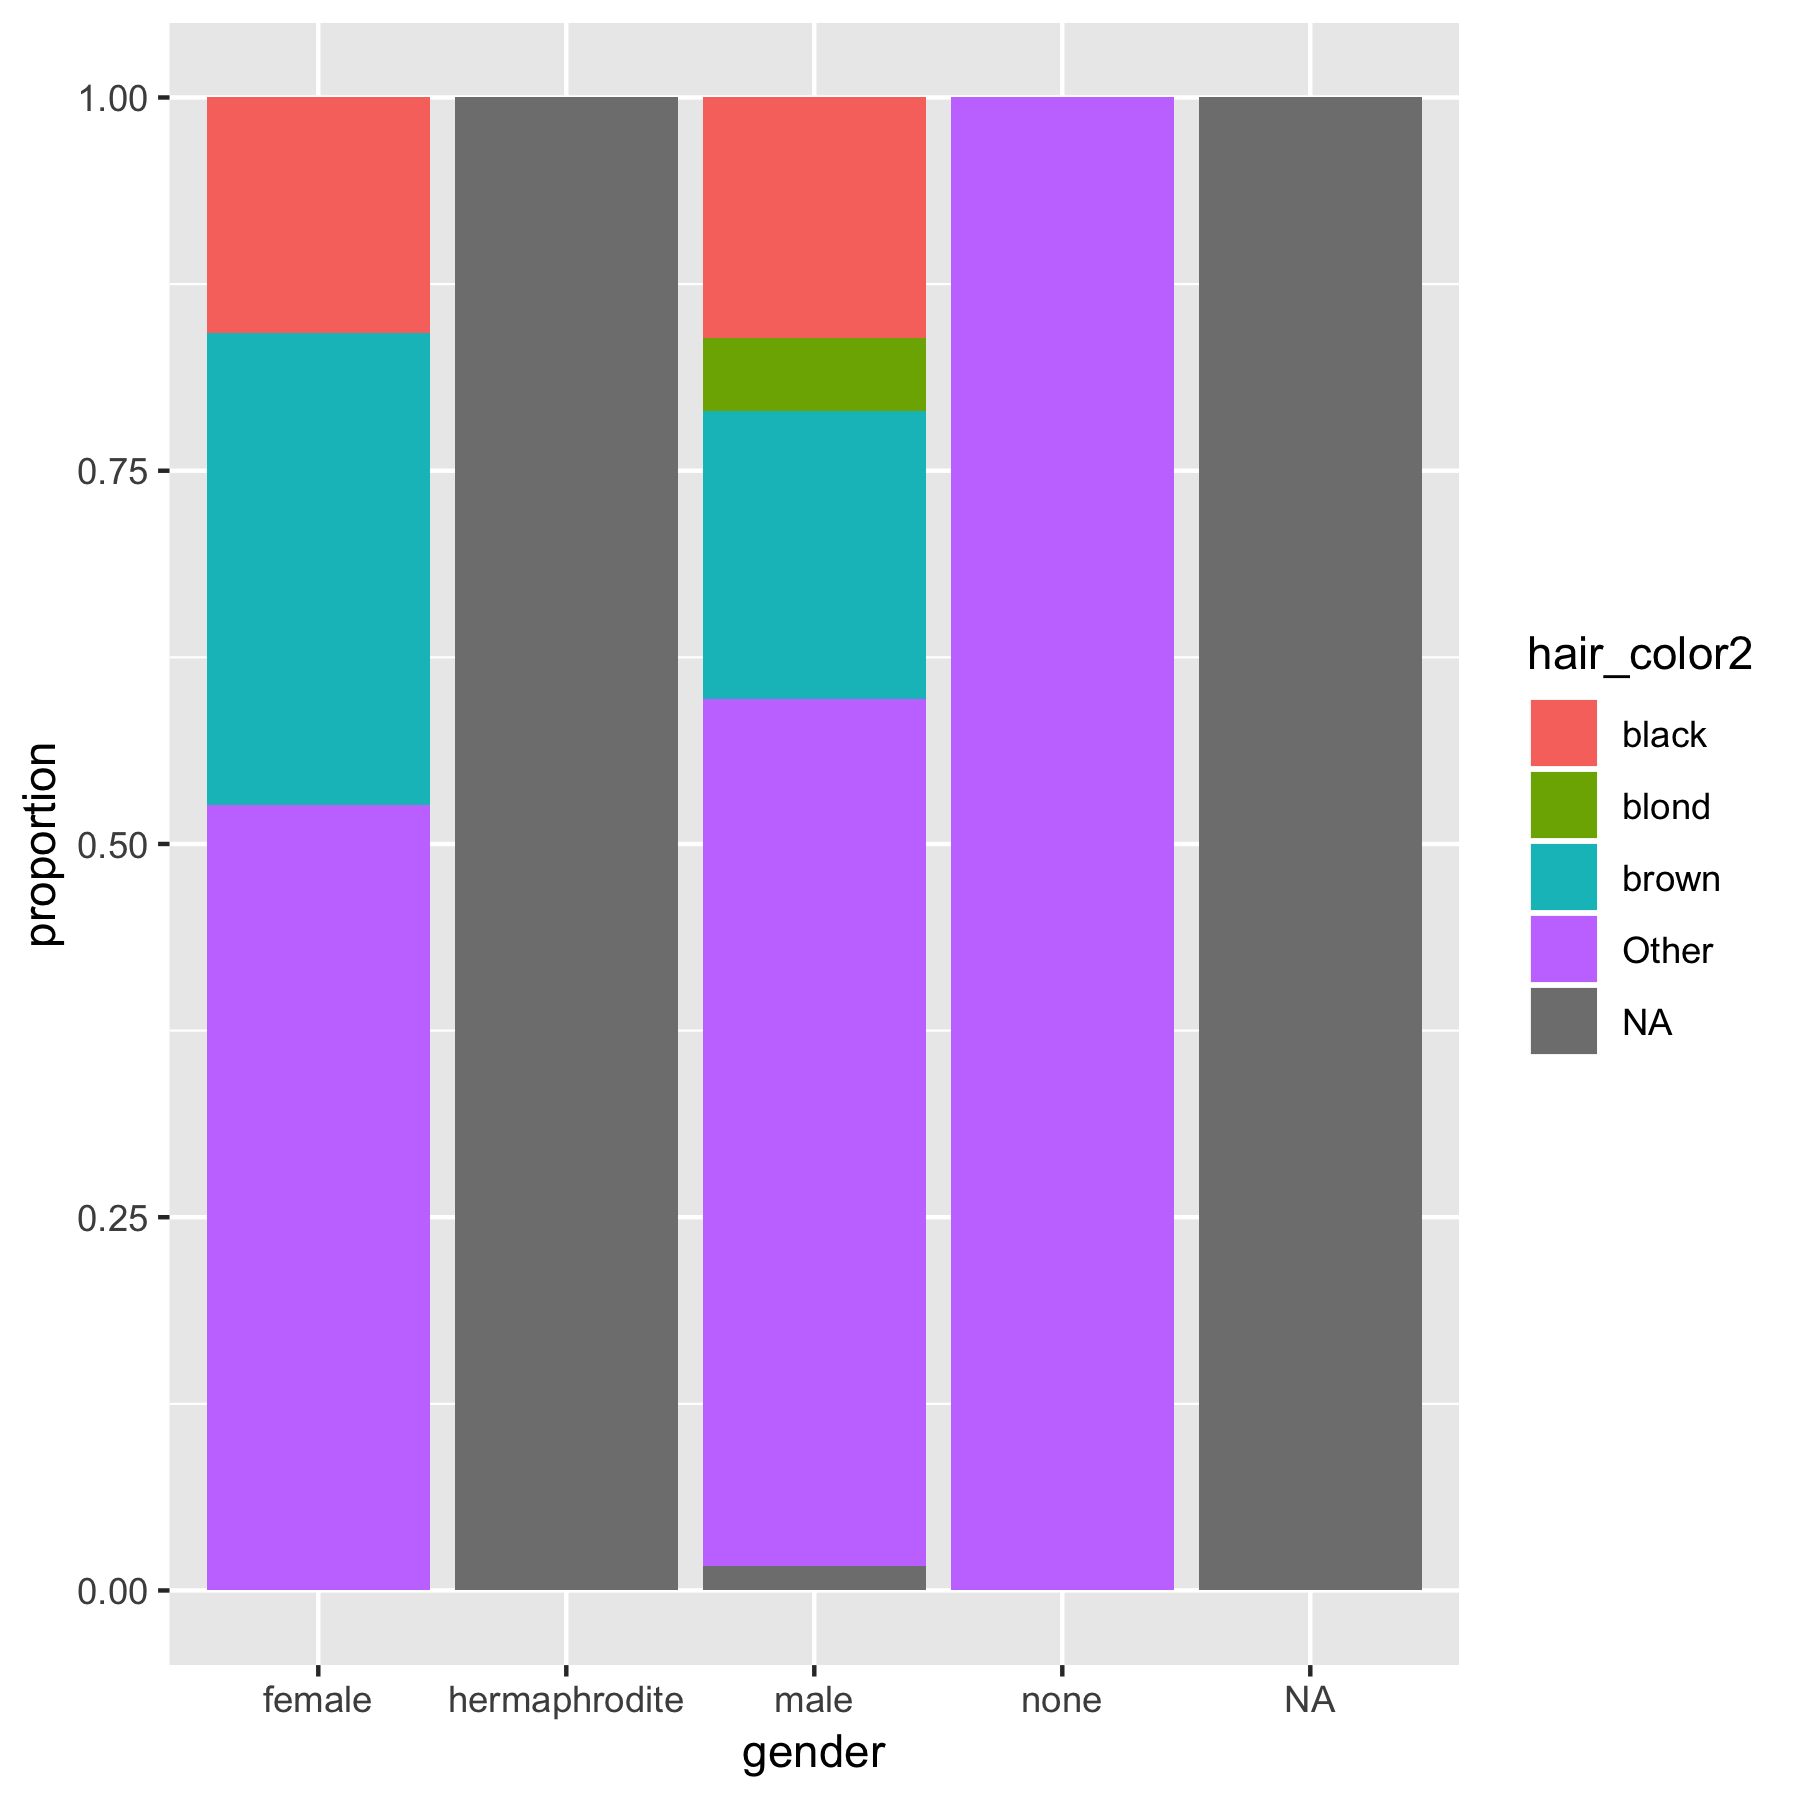 1.00
0.75
0.50
0.25
0.00
proportion
female hermaphrodite male none NA
gender
hair_color2
black
blond
brown
Other
NA